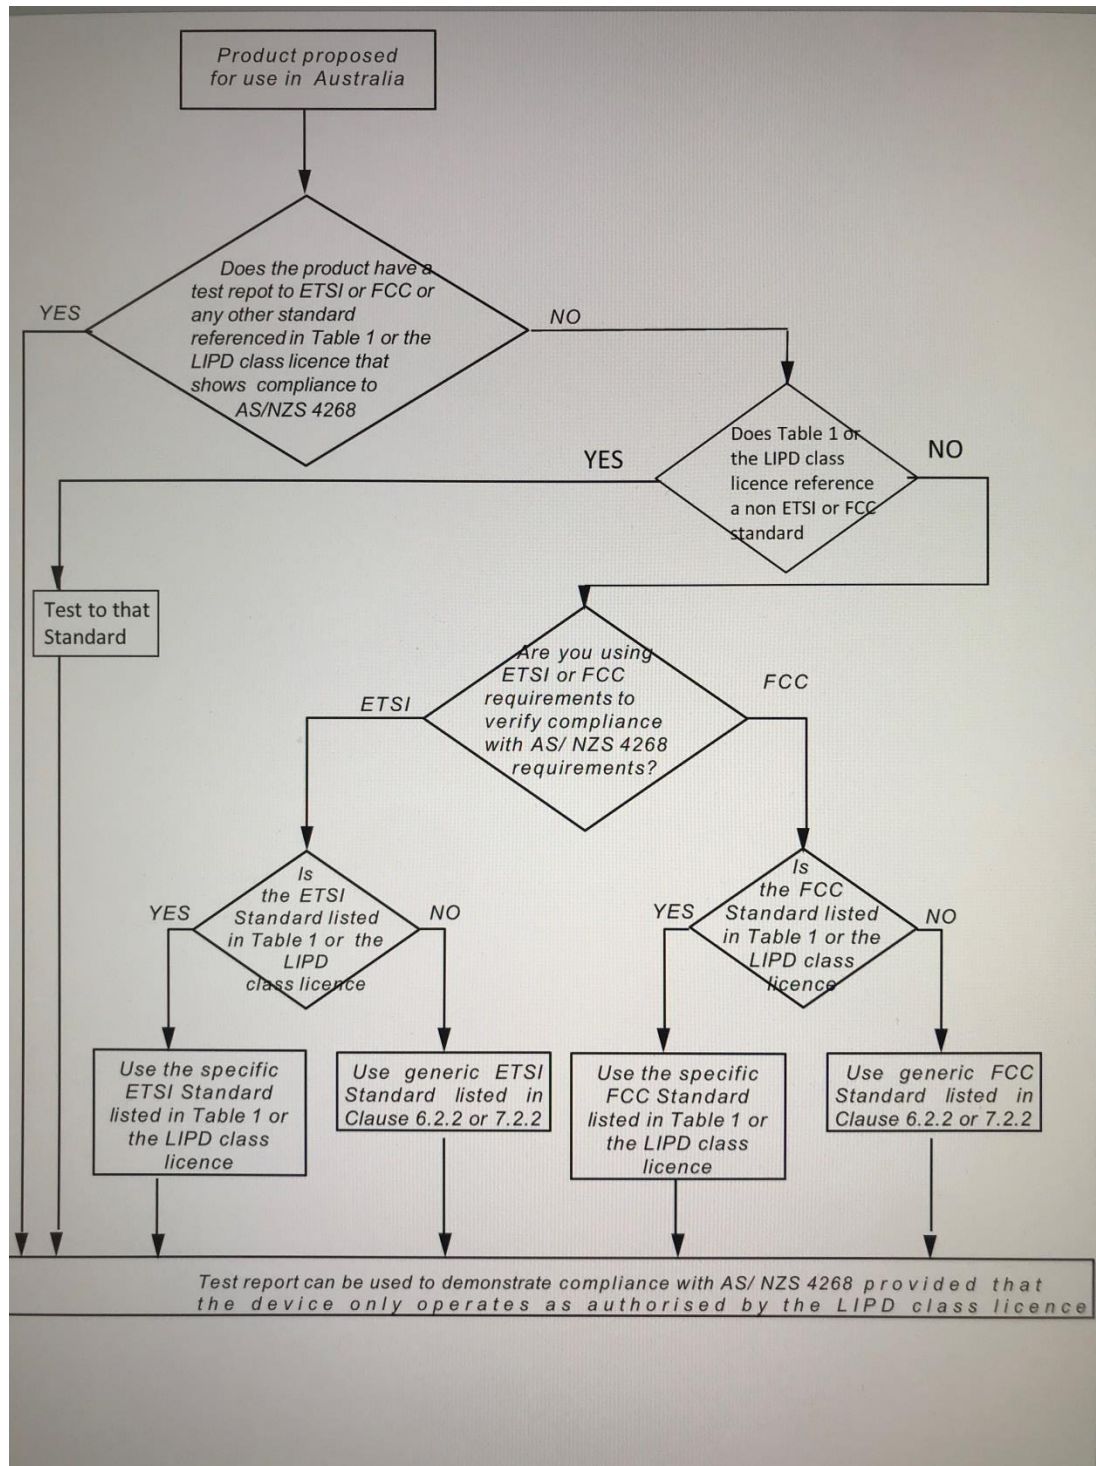 Product proposed
for use in Australia
Does the product have a
test repot to ETSI or FCC or
any other standard
referenced in Table 1 or the
LIPD class licence that
shows compliance to
AS/NZS 4268
YES
NO
Does Table 1 or
the LIPD class
licence reference
a non ETSI or FCC
standard
YES
NO
Test to that
Standard
Are you using
ETSI or FCC
requirements to
verify compliance
with AS/ NZS 4268
requirements?
ETSI
FCC
Is
the ETSI
Standard listed
in Table 1 or the
LIPD
class licence
YES
NO
Is
the FCC
Standard listed
in Table 1 or the
LIPD class
licence
YES
NO
Use the specific
ETSI Standard
listed in Table 1 or
the LIPD class
licence
Use generic ETSI
Standard listed in
Clause 6.2.2 or 7.2.2
Use the specific
FCC Standard
listed in Table 1 or
the LIPD class
licence
Use generic FCC
Standard listed in
Clause 6.2.2 or 7.2.2
Test report can be used to demonstrate compliance with AS/ NZS 4268 provided that
the device only operates as authorised by the LIPD class licence